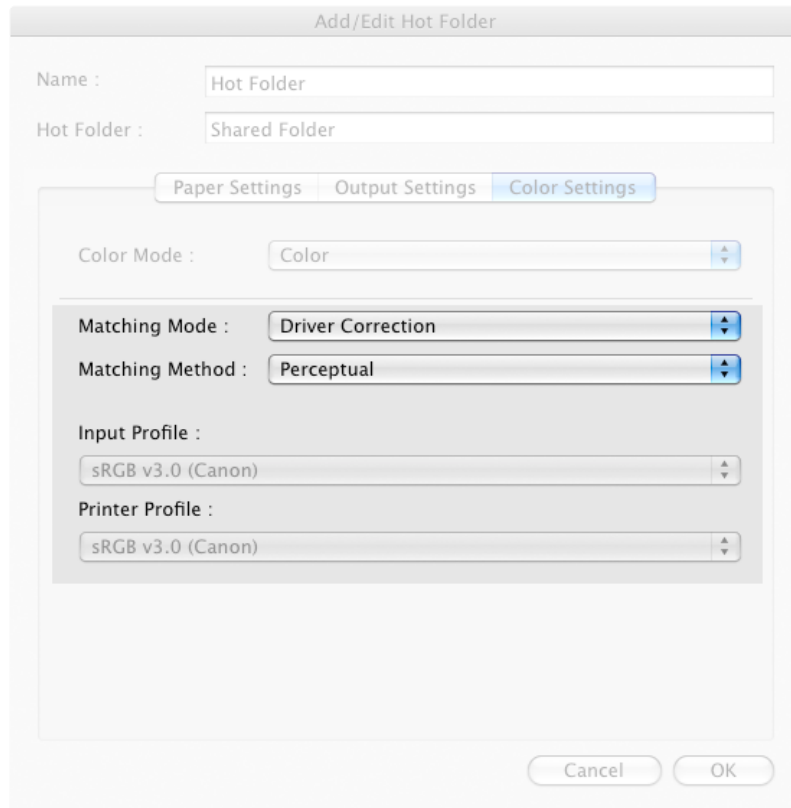 Add/Edit Hot Folder
Name : Hot Folder
Hot Folder : Shared Folder
Paper Settings Output Settings Color Settings
Color Mode : Color
Matching Mode : Driver Correction
Matching Method : Perceptual
Input Profile :
sRGB v3.0 (Canon)
Printer Profile :
sRGB v3.0 (Canon)
Cancel OK